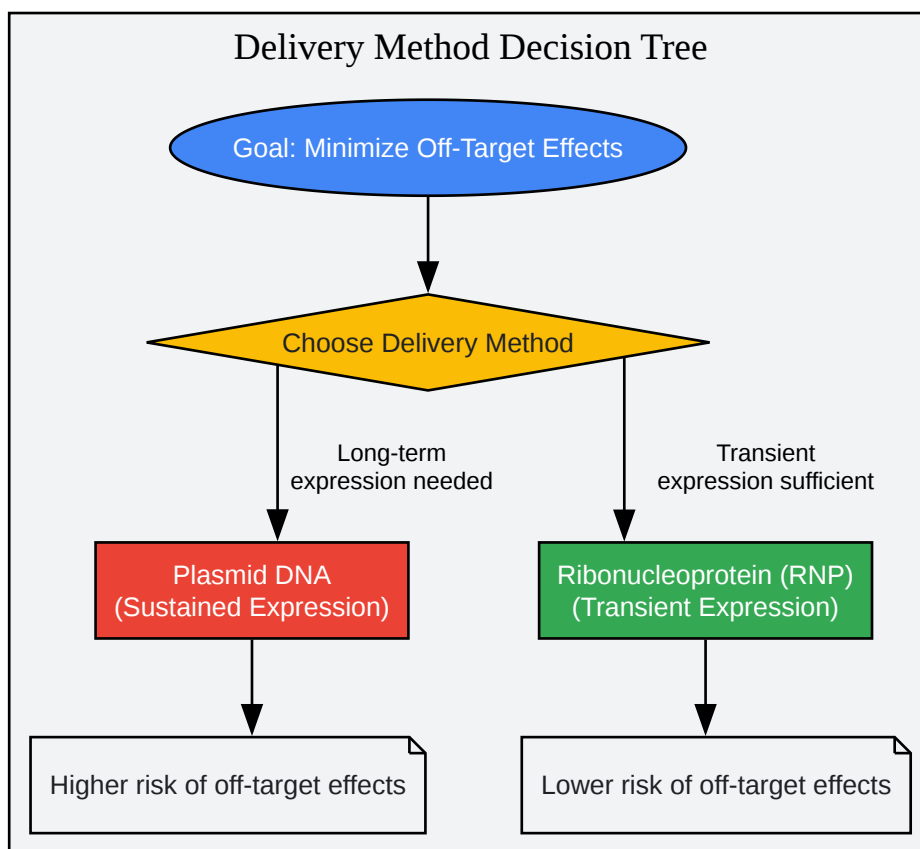 Delivery Method Decision Tree
Goal: Minimize Off-Target Effects
Choose Delivery Method
Long-term
expression needed
Transient
expression sufficient
Plasmid DNA
(Sustained Expression)
Ribonucleoprotein (RNP)
(Transient Expression)
Higher risk of off-target effects
Lower risk of off-target effects